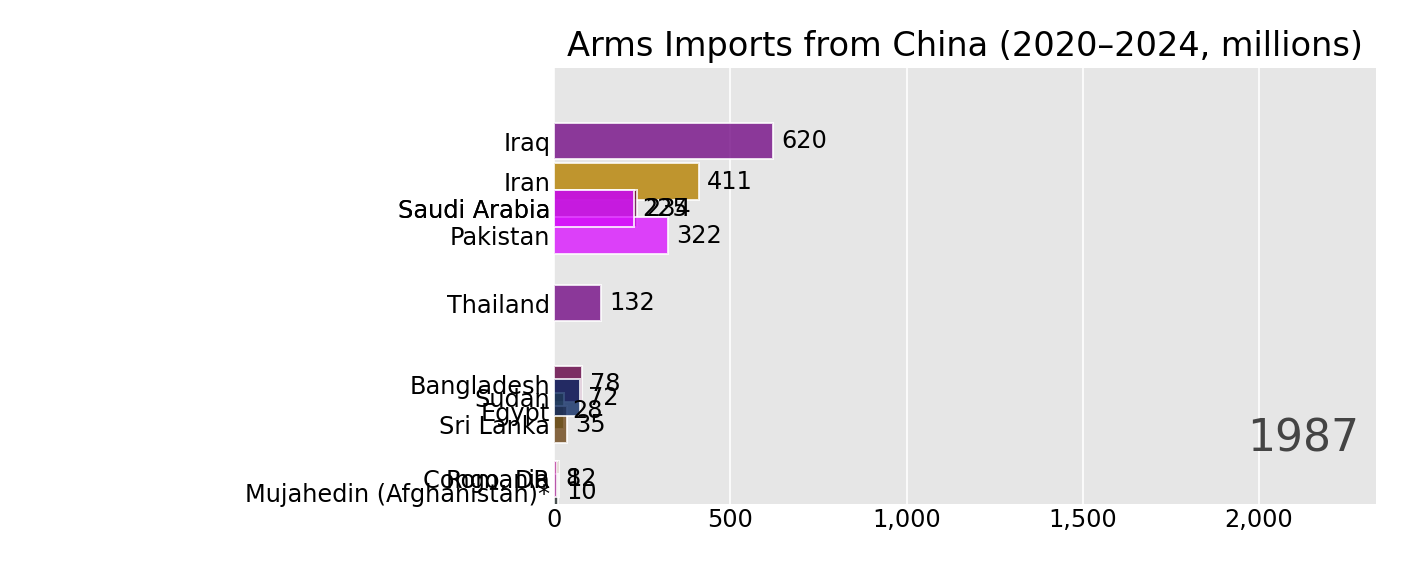 Arms Imports from China (2020–2024, millions)
Iraq 620
Iran 411
Saudi Arabia
Pakistan 322
Thailand 132
Bangladesh 78
Sudan 72
Egypt 28
Sri Lanka 35
Romania 12
Mujahedin (Afghanistan)* 10
1987
0 500 1,000 1,500 2,000